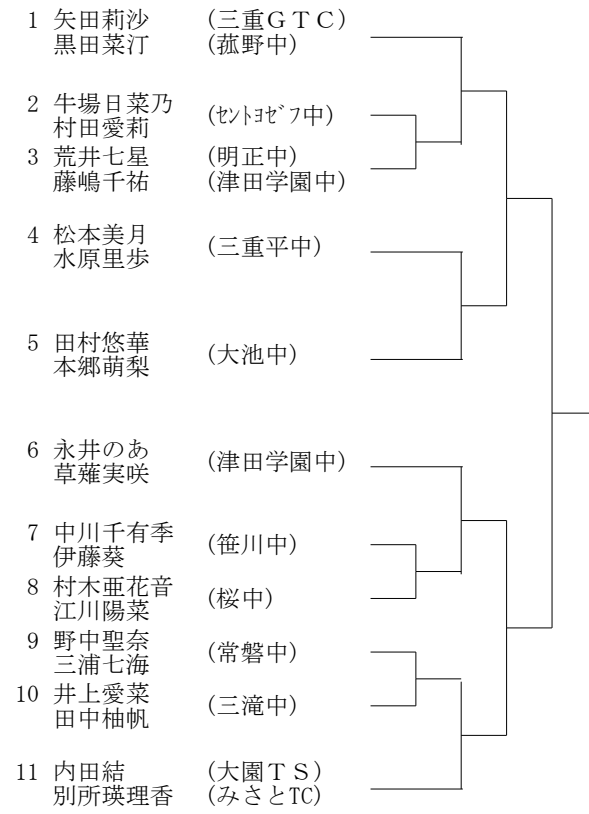 1 矢田莉沙 (三重GTC)
黒田菜汀 (菰野中)
2 牛場日菜乃 (ｾﾝﾄﾖｾﾞﾌ中)
村田愛莉
3 荒井七星 (明正中)
藤嶋千祐 (津田学園中)
4 松本美月 (三重平中)
水原里歩
5 田村悠華 (大池中)
本郷萌梨
6 永井のあ (津田学園中)
草薙実咲
7 中川千有季 (笹川中)
伊藤葵
8 村木亜花音 (桜中)
江川陽菜
9 野中聖奈 (常磐中)
三浦七海
10 井上愛菜 (三滝中)
田中柚帆
11 内田結 (大園TS)
別所瑛理香 (みさとTC)